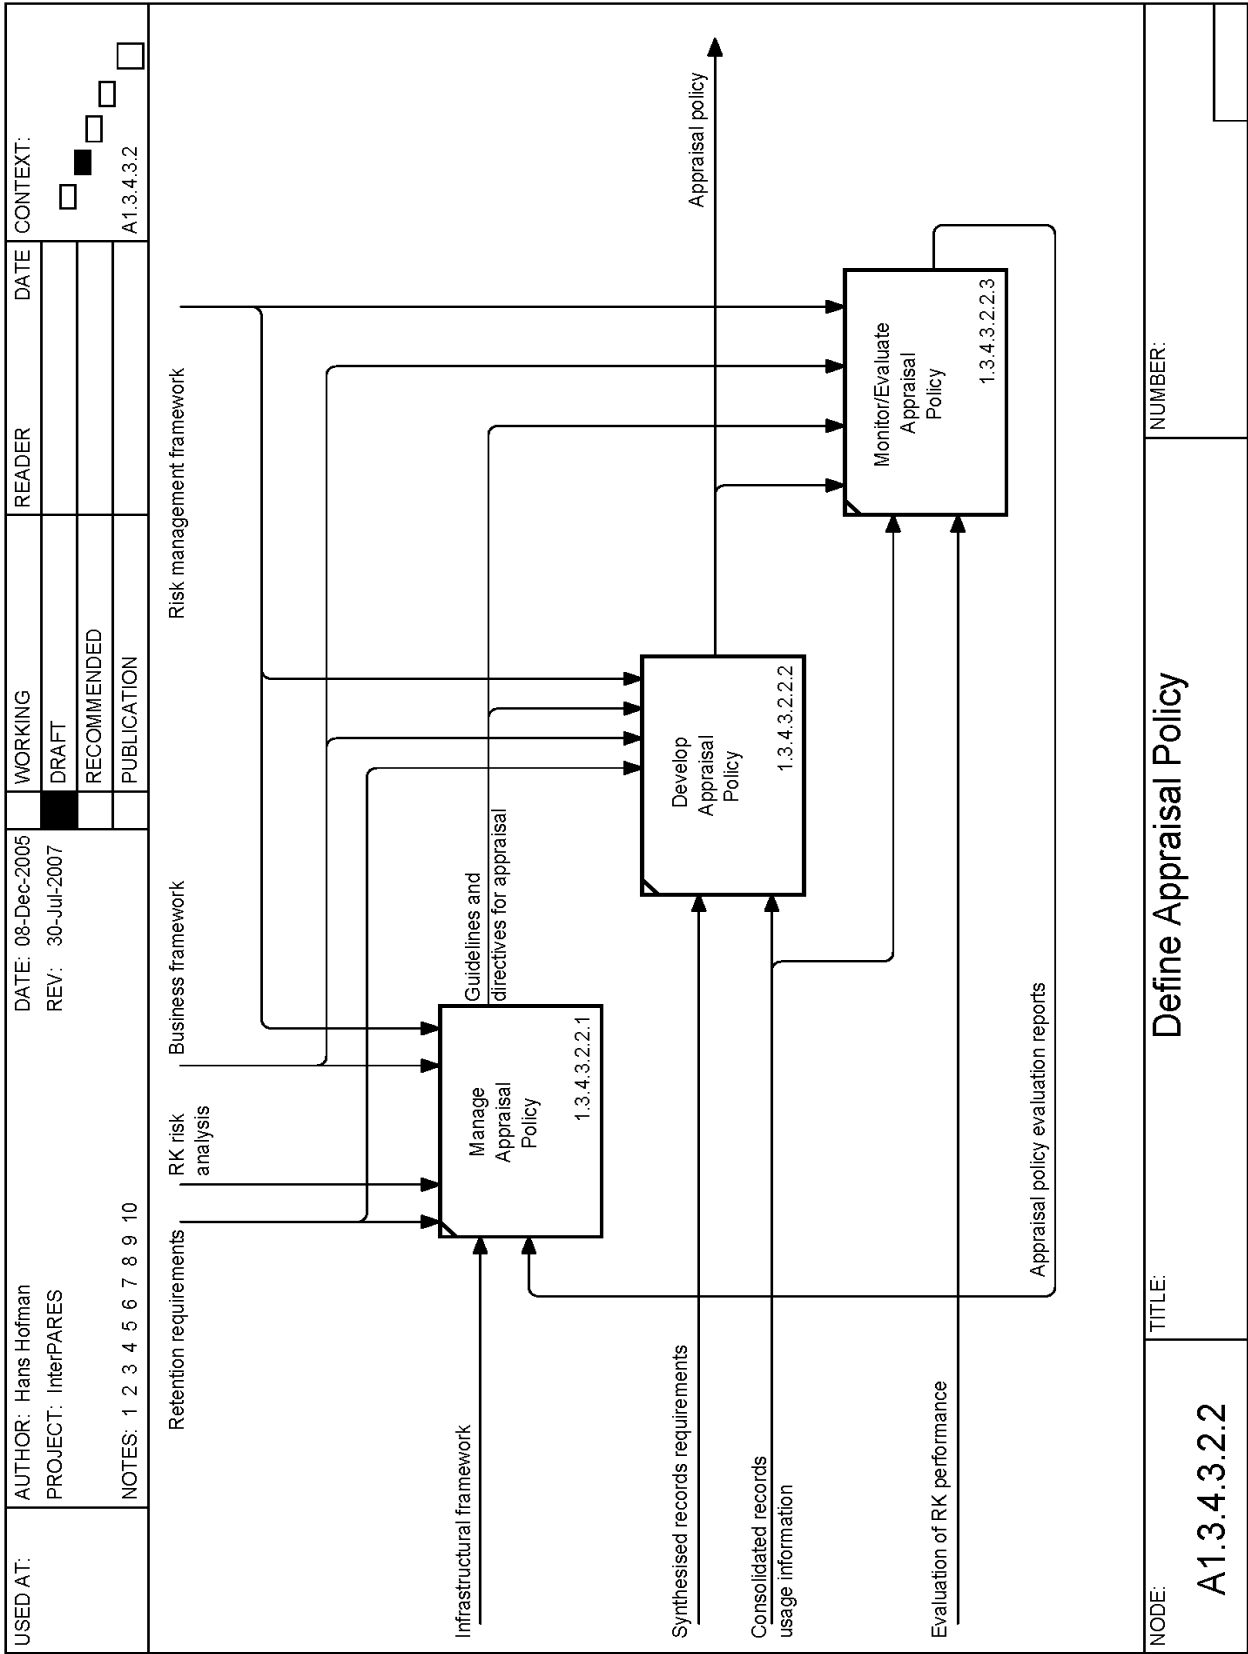 USED AT:
AUTHOR: Hans Hofman
PROJECT: InterPARES
NOTES: 1 2 3 4 5 6 7 8 9 10
DATE: 08-Dec-2005
REV: 30-Jul-2007
WORKING
DRAFT
RECOMMENDED
PUBLICATION
READER
DATE
CONTEXT:
A1.3.4.3.2
Retention requirements
RK risk
analysis
Business framework
Risk management framework
Infrastructural framework
Manage
Appraisal
Policy
1.3.4.3.2.2.1
Guidelines and
directives for appraisal
Synthesised records requirements
Consolidated records
usage information
Develop
Appraisal
Policy
1.3.4.3.2.2.2
Appraisal policy
Evaluation of RK performance
Monitor/Evaluate
Appraisal
Policy
1.3.4.3.2.2.3
Appraisal policy evaluation reports
NODE:
A1.3.4.3.2.2
TITLE:
Define Appraisal Policy
NUMBER: